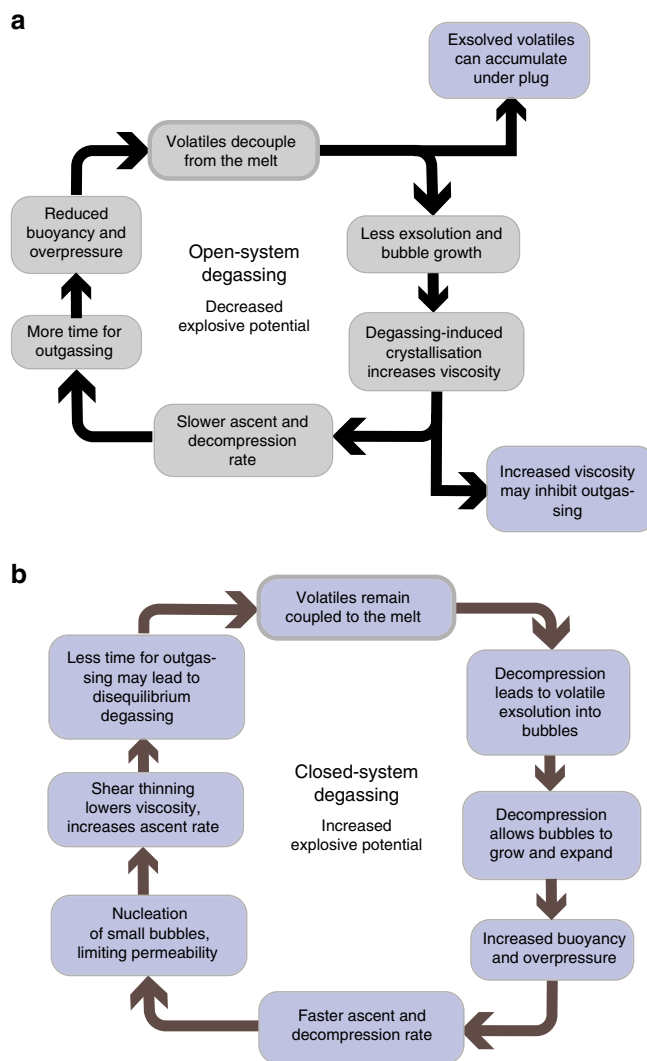 a
Exsolved volatiles
can accumulate
under plug
Volatiles decouple
from the melt
Less exsolution and
bubble growth
Degassing-induced
crystallisation
increases viscosity
Increased viscosity
may inhibit outgas-
sing
Slower ascent and
decompression
rate
More time for
outgassing
Reduced
buoyancy and
overpressure
Open-system
degassing
Decreased
explosive potential
b
Volatiles remain
coupled to the melt
Decompression
leads to volatile
exsolution into
bubbles
Decompression
allows bubbles to
grow and expand
Increased buoyancy
and overpressure
Faster ascent and
decompression rate
Nucleation
of small bubbles,
limiting permeability
Shear thinning
lowers viscosity,
increases ascent rate
Less time for outgas-
sing may lead to
disequilibrium
degassing
Closed-system
degassing
Increased
explosive potential